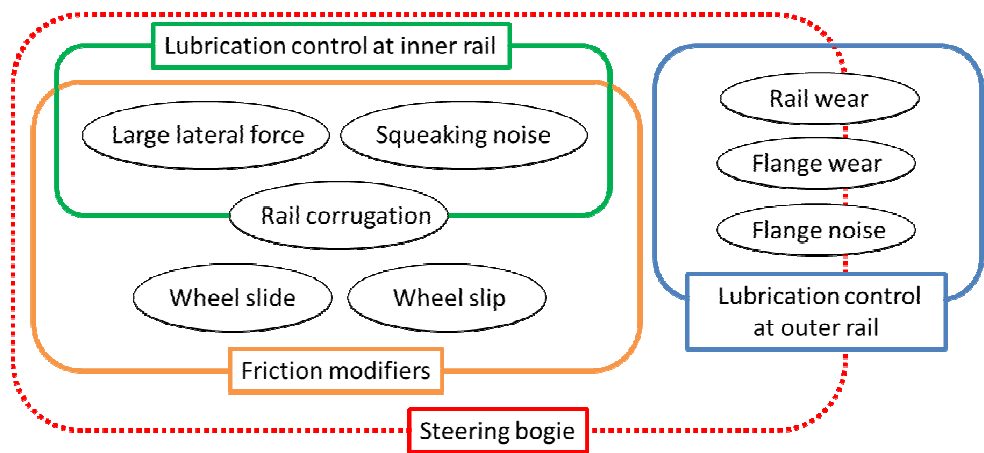 Lubrication control at inner rail
Large lateral force
Squeaking noise
Rail corrugation
Wheel slide
Wheel slip
Friction modifiers
Steering bogie
Rail wear
Flange wear
Flange noise
Lubrication control
at outer rail